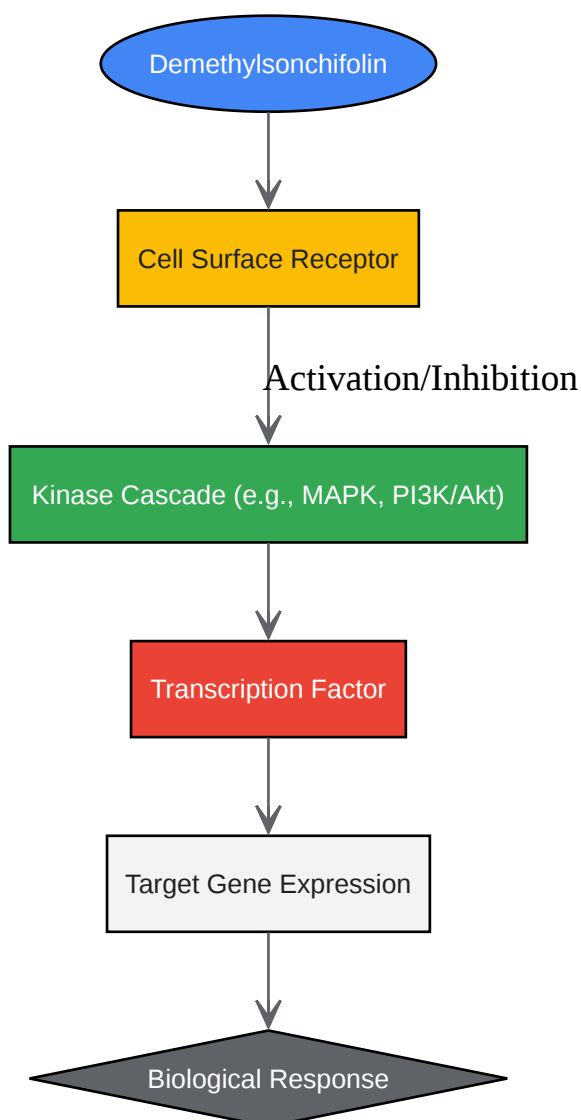 Demethylsonchifolin
Cell Surface Receptor
Activation/Inhibition
Kinase Cascade (e.g., MAPK, PI3K/Akt)
Transcription Factor
Target Gene Expression
Biological Response